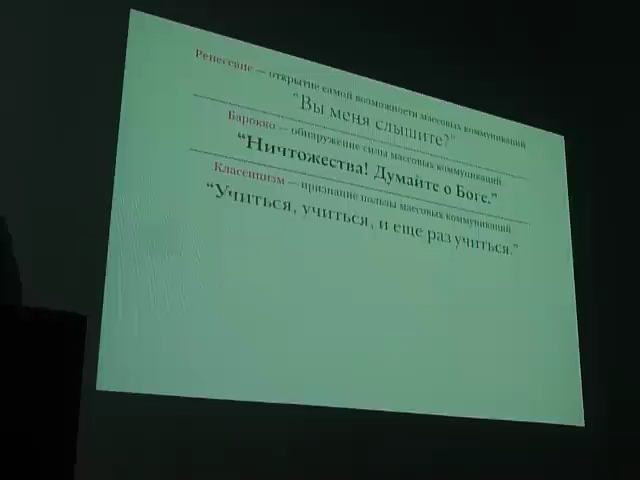 Ренессанс — открытие самой возможности массовых коммуникаций
“Вы меня слышите?”
Барокко — обнаружение силы массовых коммуникаций
“Ничтожества! Думайте о Боге.”
Классицизм — признание пользы массовых коммуникаций
“Учиться, учиться, и еще раз учиться.”